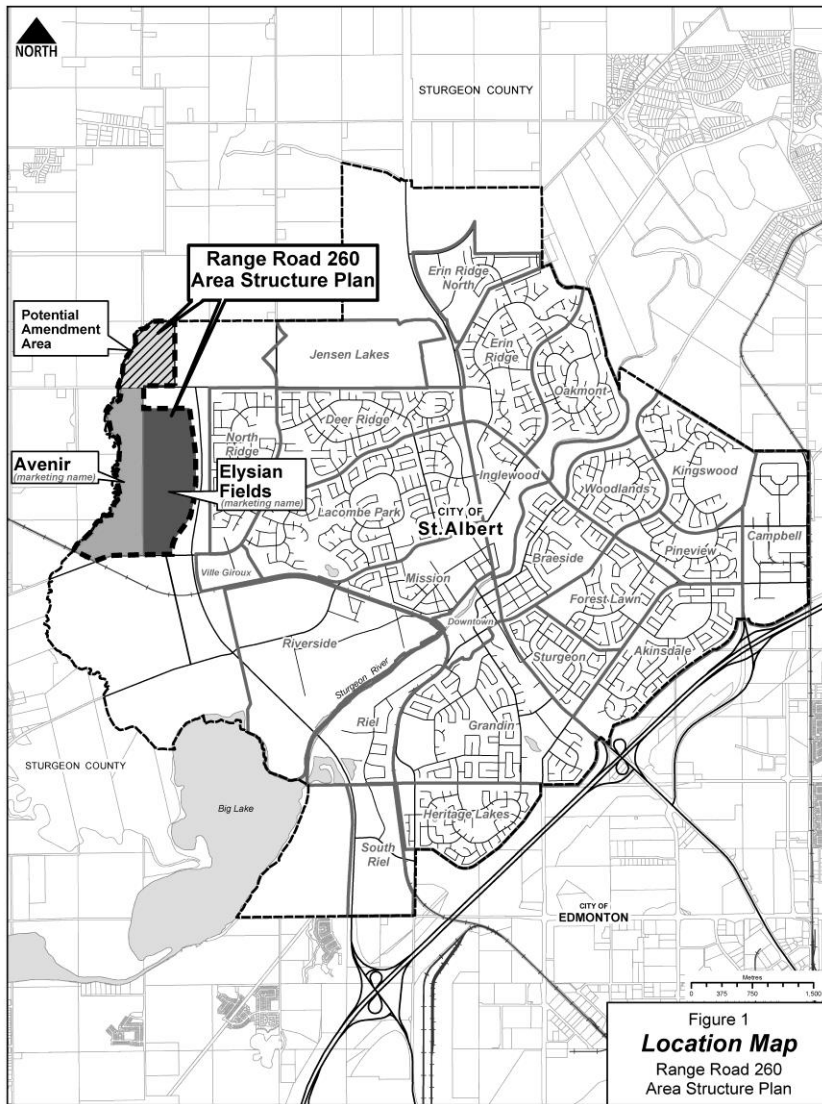 NORTH
STURGEON COUNTY
Range Road 260
Area Structure Plan
Potential
Amendment
Area
Erin Ridge
North
Jensen Lakes
Erin
Ridge
Oakmont
North
Ridge
Deer Ridge
Avenir
(marketing name)
Elysian
Fields
(marketing name)
Inglewood
Woodlands
Kingswood
Lacombe Park
CITY OF
St.Albert
Braeside
Pineview
Campbell
Ville Giroux
Mission
Forest Lawn
Downtown
Riverside
Sturgeon
Akinsdale
Sturgeon River
Riel
Grandin
STURGEON COUNTY
Big Lake
Heritage Lakes
South
Riel
CITY OF
EDMONTON
Metres
0 375 750 1,500
Figure 1
Location Map
Range Road 260
Area Structure Plan